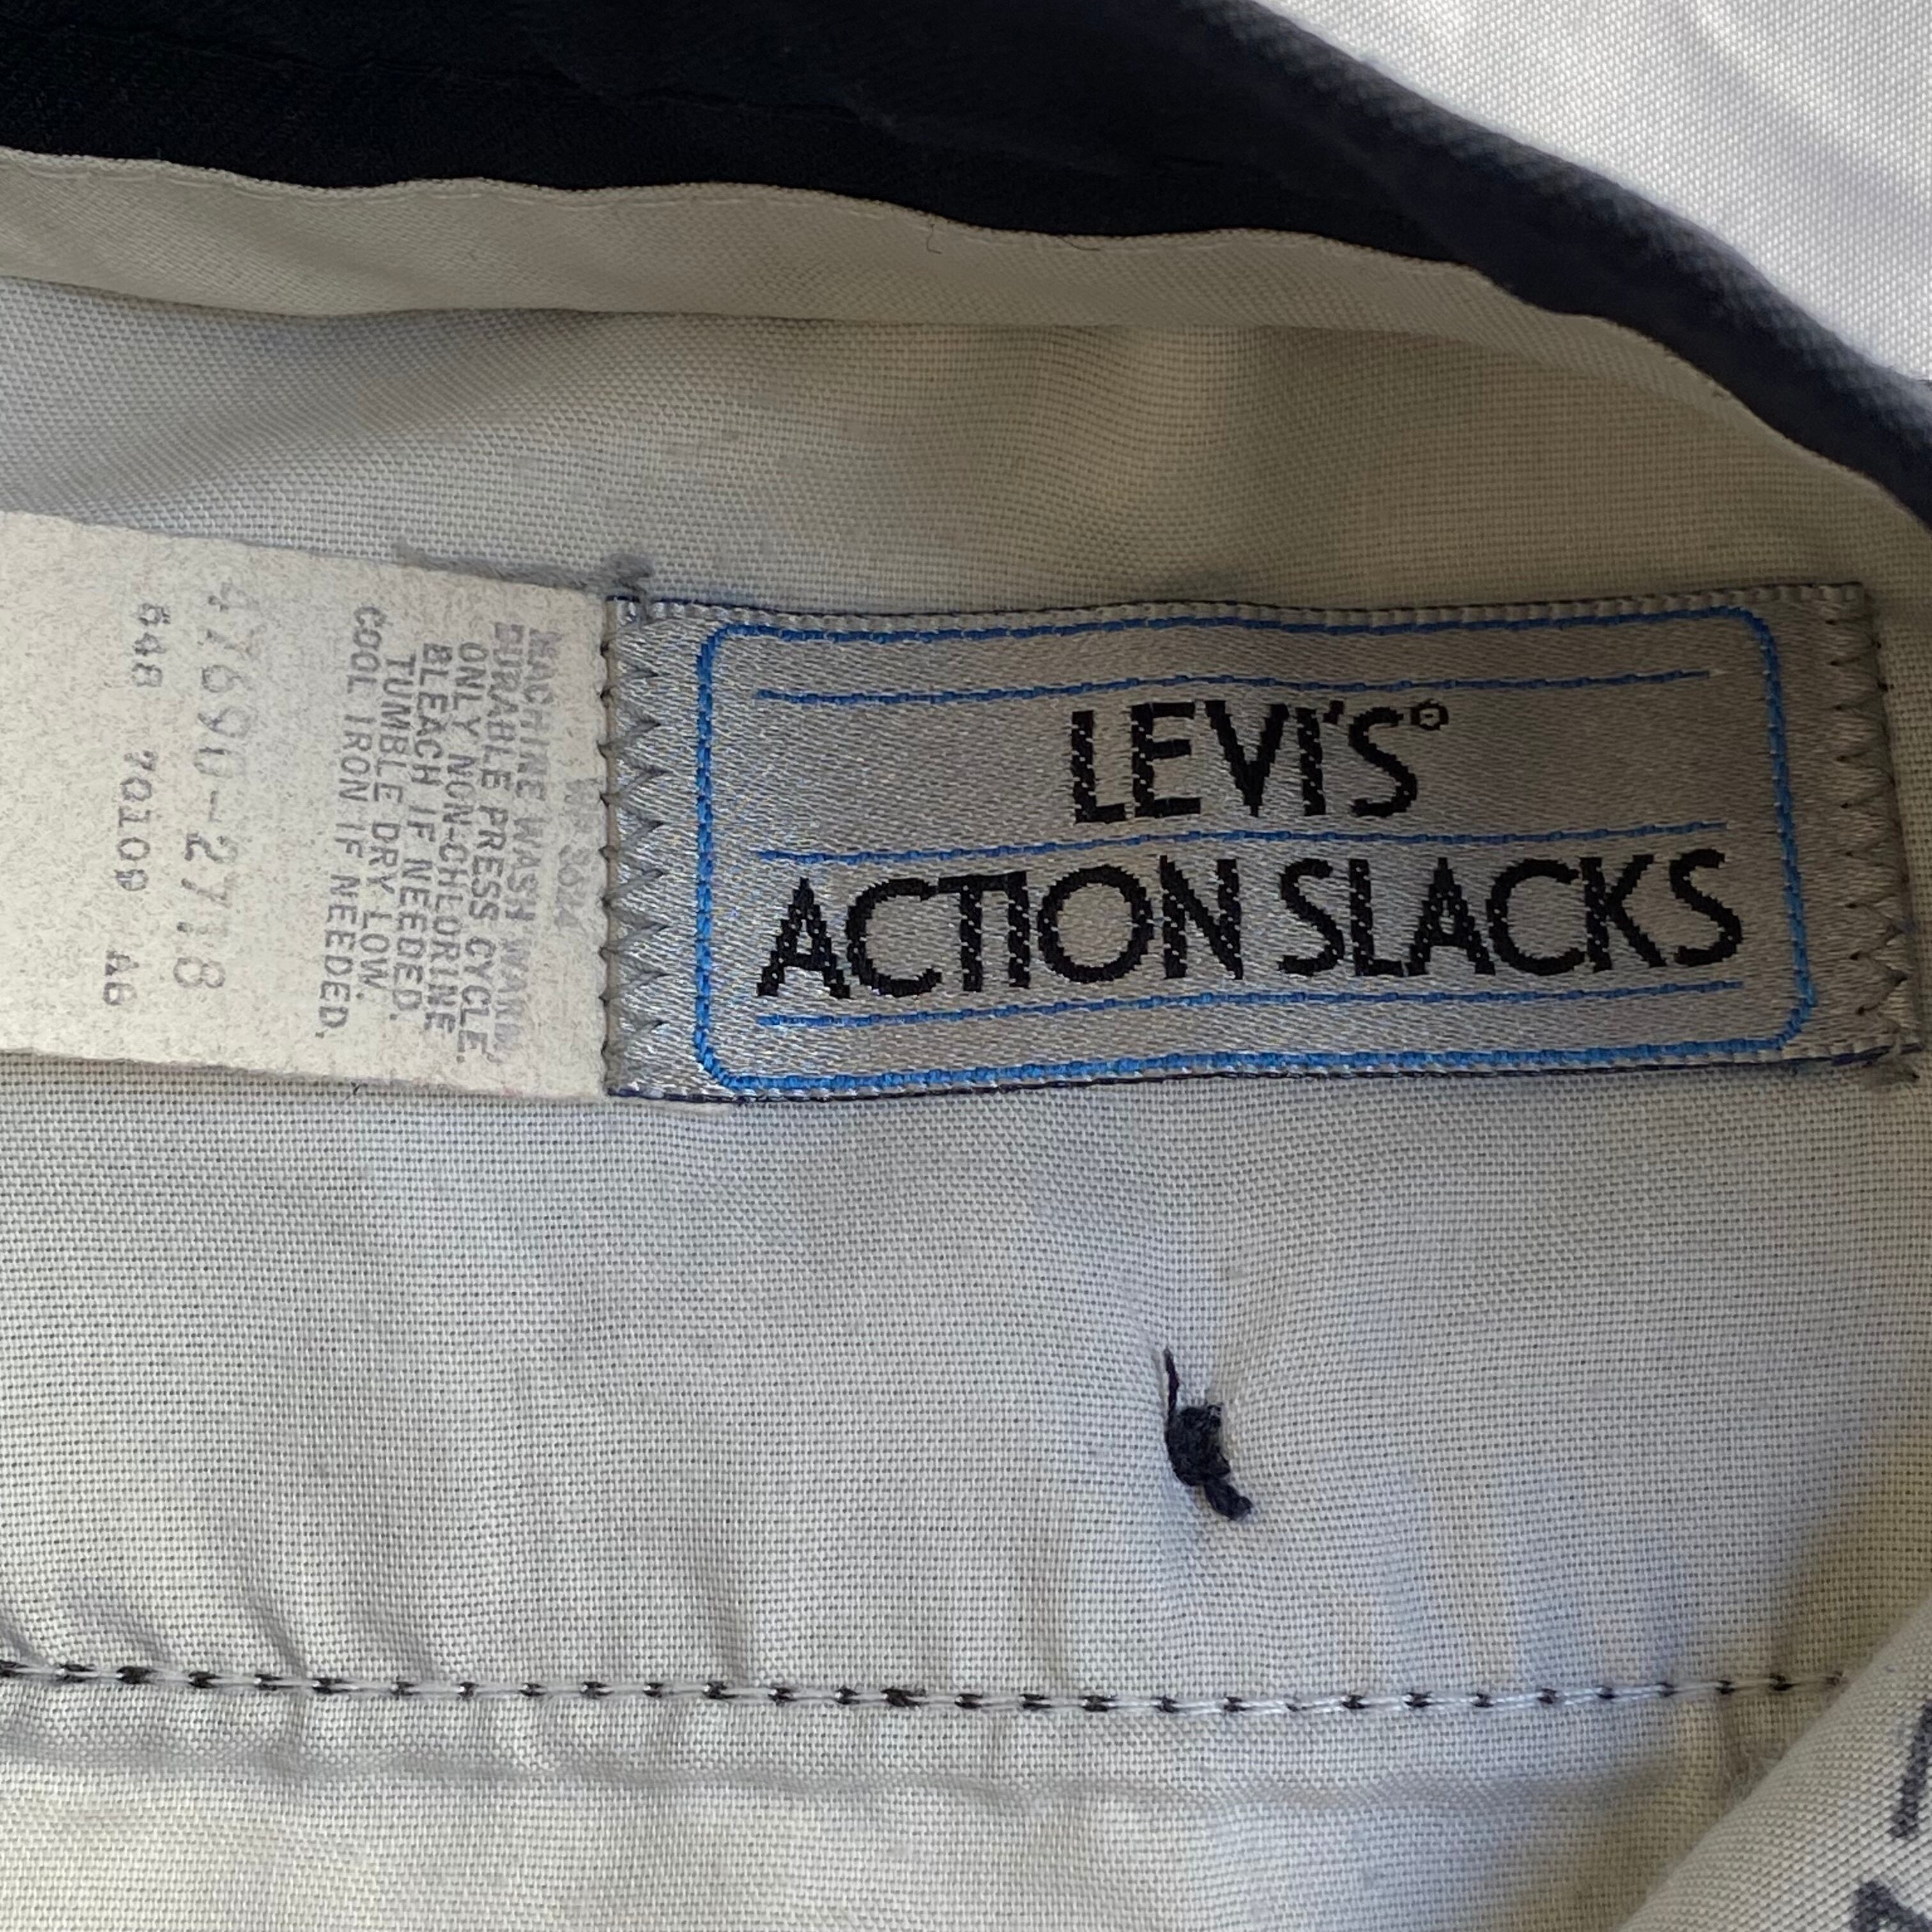 LEVI'S®
ACTION SLACKS
MACHINE WASH WARM,
DURABLE PRESS CYCLE.
ONLY NON-CHLORINE
BLEACH IF NEEDED.
TUMBLE DRY LOW.
COOL IRON IF NEEDED.
47690-2718